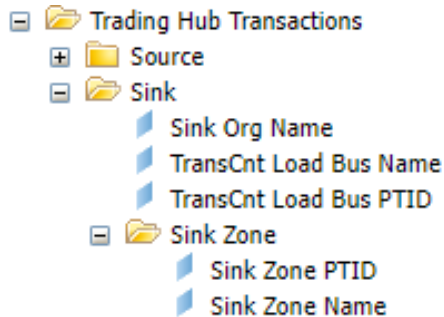 Trading Hub Transactions
Source
Sink
Sink Org Name
TransCnt Load Bus Name
TransCnt Load Bus PTID
Sink Zone
Sink Zone PTID
Sink Zone Name